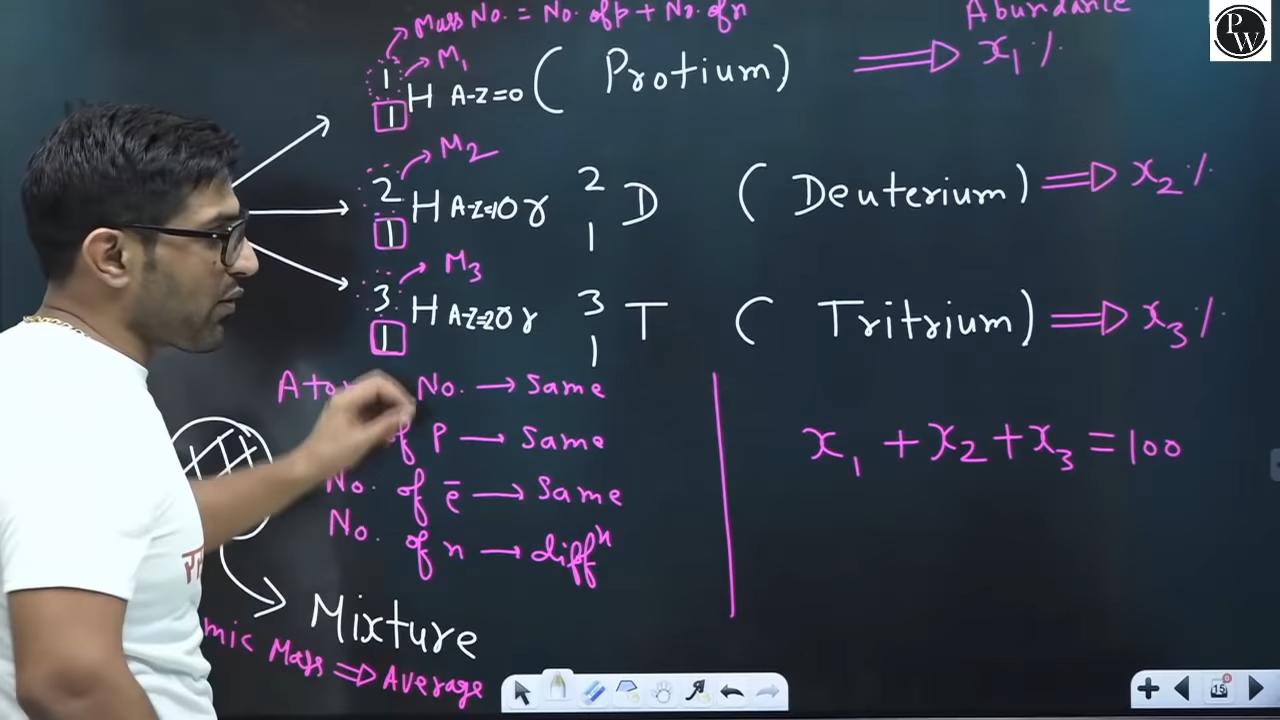 Mass No. = No. of p + No. of n
Abundance
PW
1 M1
1 H A-Z=0 ( Protium) ⇒ x1 %
2 M2
1 H A-Z=1 Or 2 1 D ( Deuterium) ⇒ x2 %
3 M3
1 H A-Z=2 Or 3 1 T ( Tritrium) ⇒ x3 %
No. → Same
of P → Same
No. of e̅ → Same
No. of n → diffⁿ
x1 + x2 + x3 = 100
Mixture
Mass ⇒ Average
15